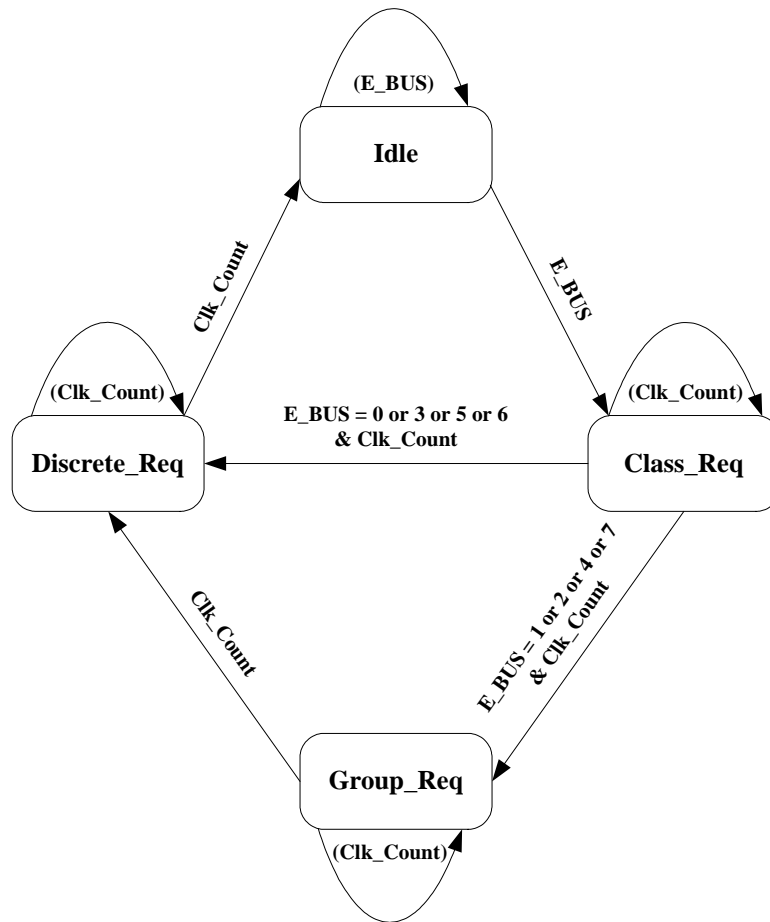 (E_BUS)
Idle
Clk_Count
E_BUS
(Clk_Count)
(Clk_Count)
E_BUS = 0 or 3 or 5 or 6
& Clk_Count
Discrete_Req
Class_Req
Clk_Count
E_BUS = 1 or 2 or 4 or 7
& Clk_Count
Group_Req
(Clk_Count)